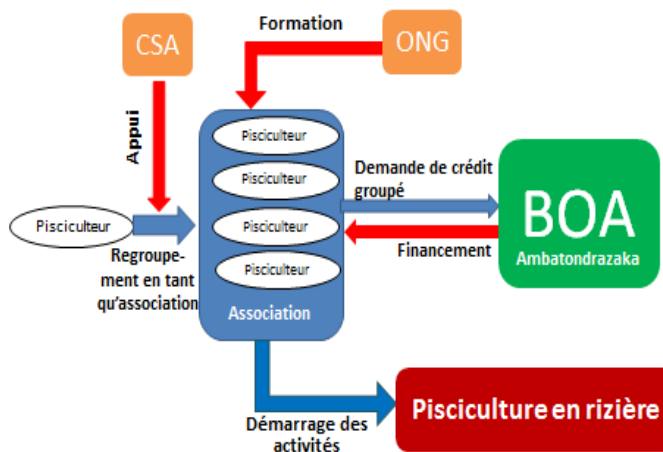 Formation
CSA
ONG
Appui
Pisciculteur
Pisciculteur
Pisciculteur
Pisciculteur
Association
Pisciculteur
Regroupe-
ment en tant
qu'association
Demande de crédit
groupé
Financement
BOA
Ambatondrazaka
Démarrage des
activités
Pisciculture en rizière